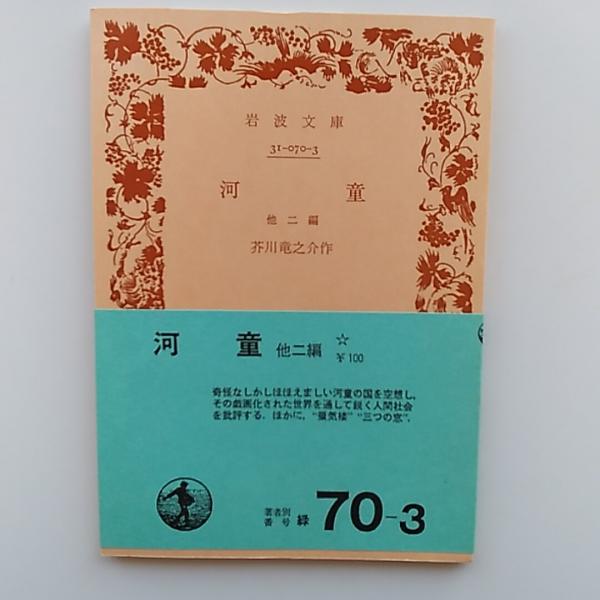 岩波文庫
31-070-3
河童
他二編
芥川竜之介作
河童 他二編 ☆
¥100
奇怪なしかしほほえましい河童の国を空想し,
その戯画化された世界を通して鋭く人間社会
を批評する. ほかに, “蜃気楼” “三つの窓”.
著者別
番号 緑 70-3